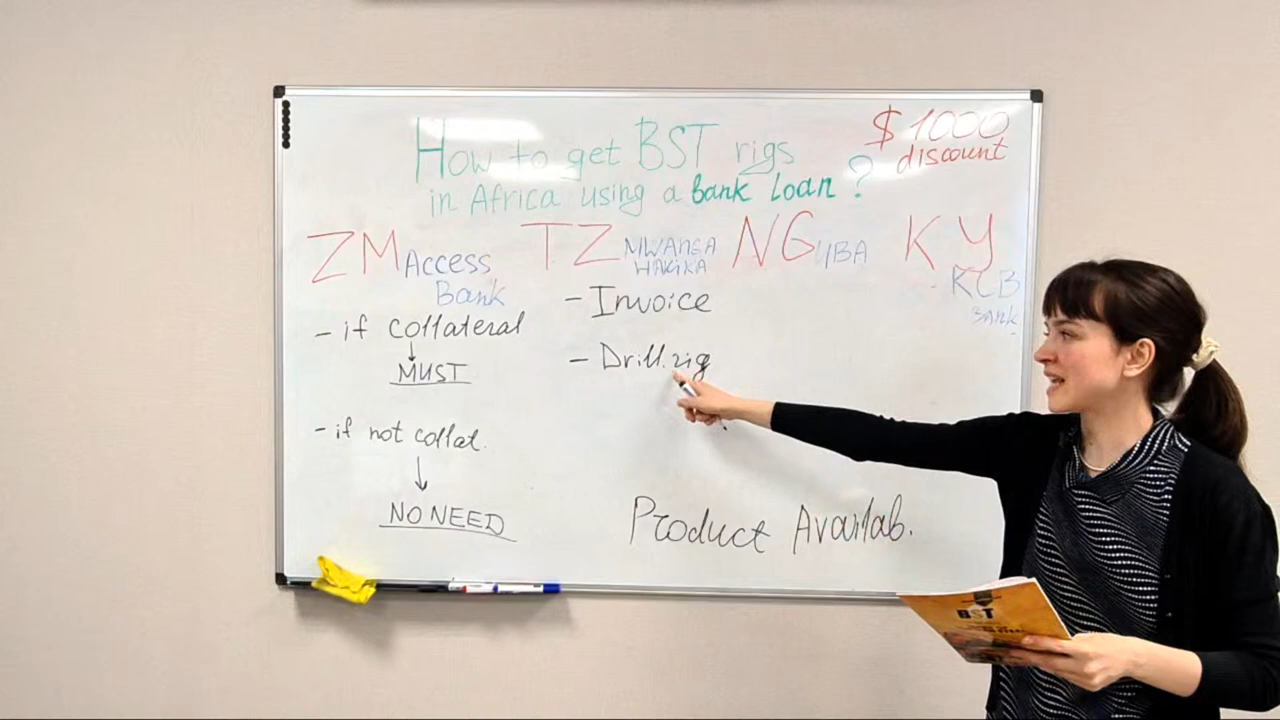 How to get BST rigs
in Africa using a bank loan?
$1000
discount
ZM Access
Bank
TZ MWANGA
HAKIKA
NG UBA
KY
KCB
BANK
- if collateral
MUST
- if not collat.
NO NEED
- Invoice
- Drill rig
Product Availab.
BST